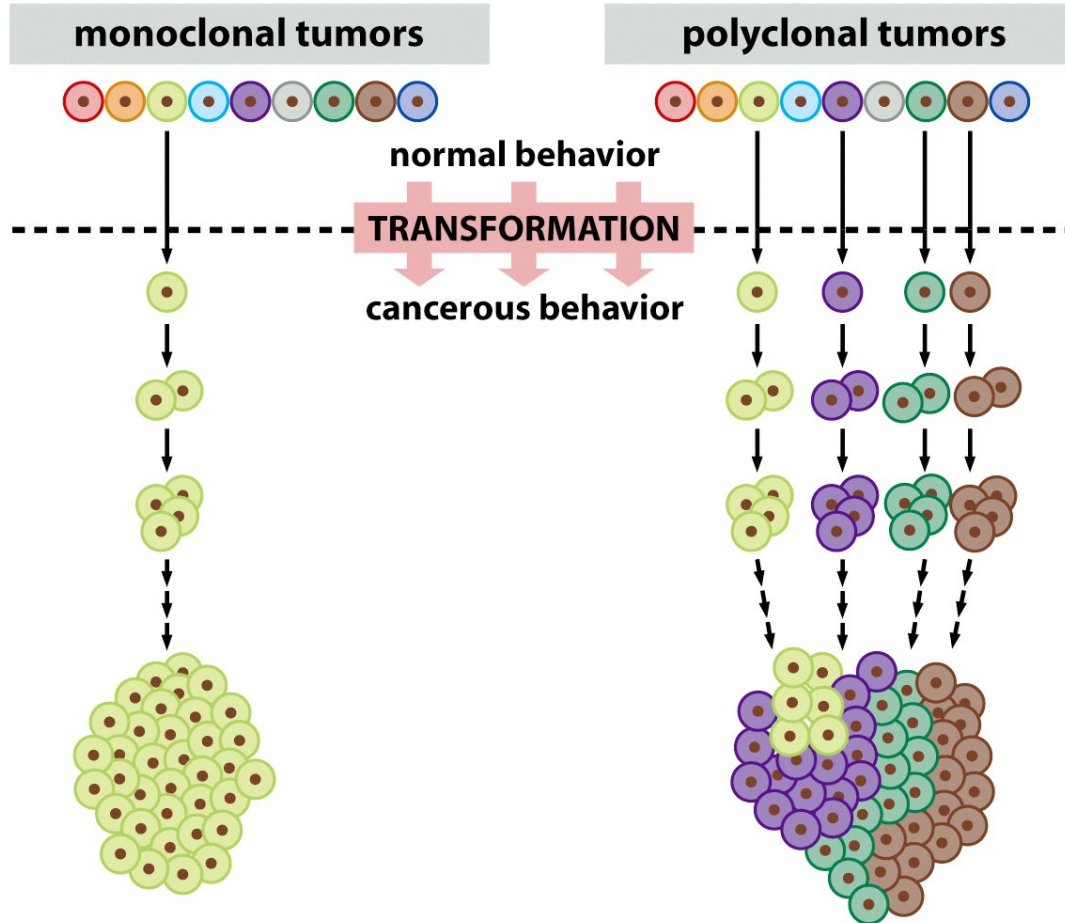 monoclonal tumors
polyclonal tumors
normal behavior
TRANSFORMATION
cancerous behavior